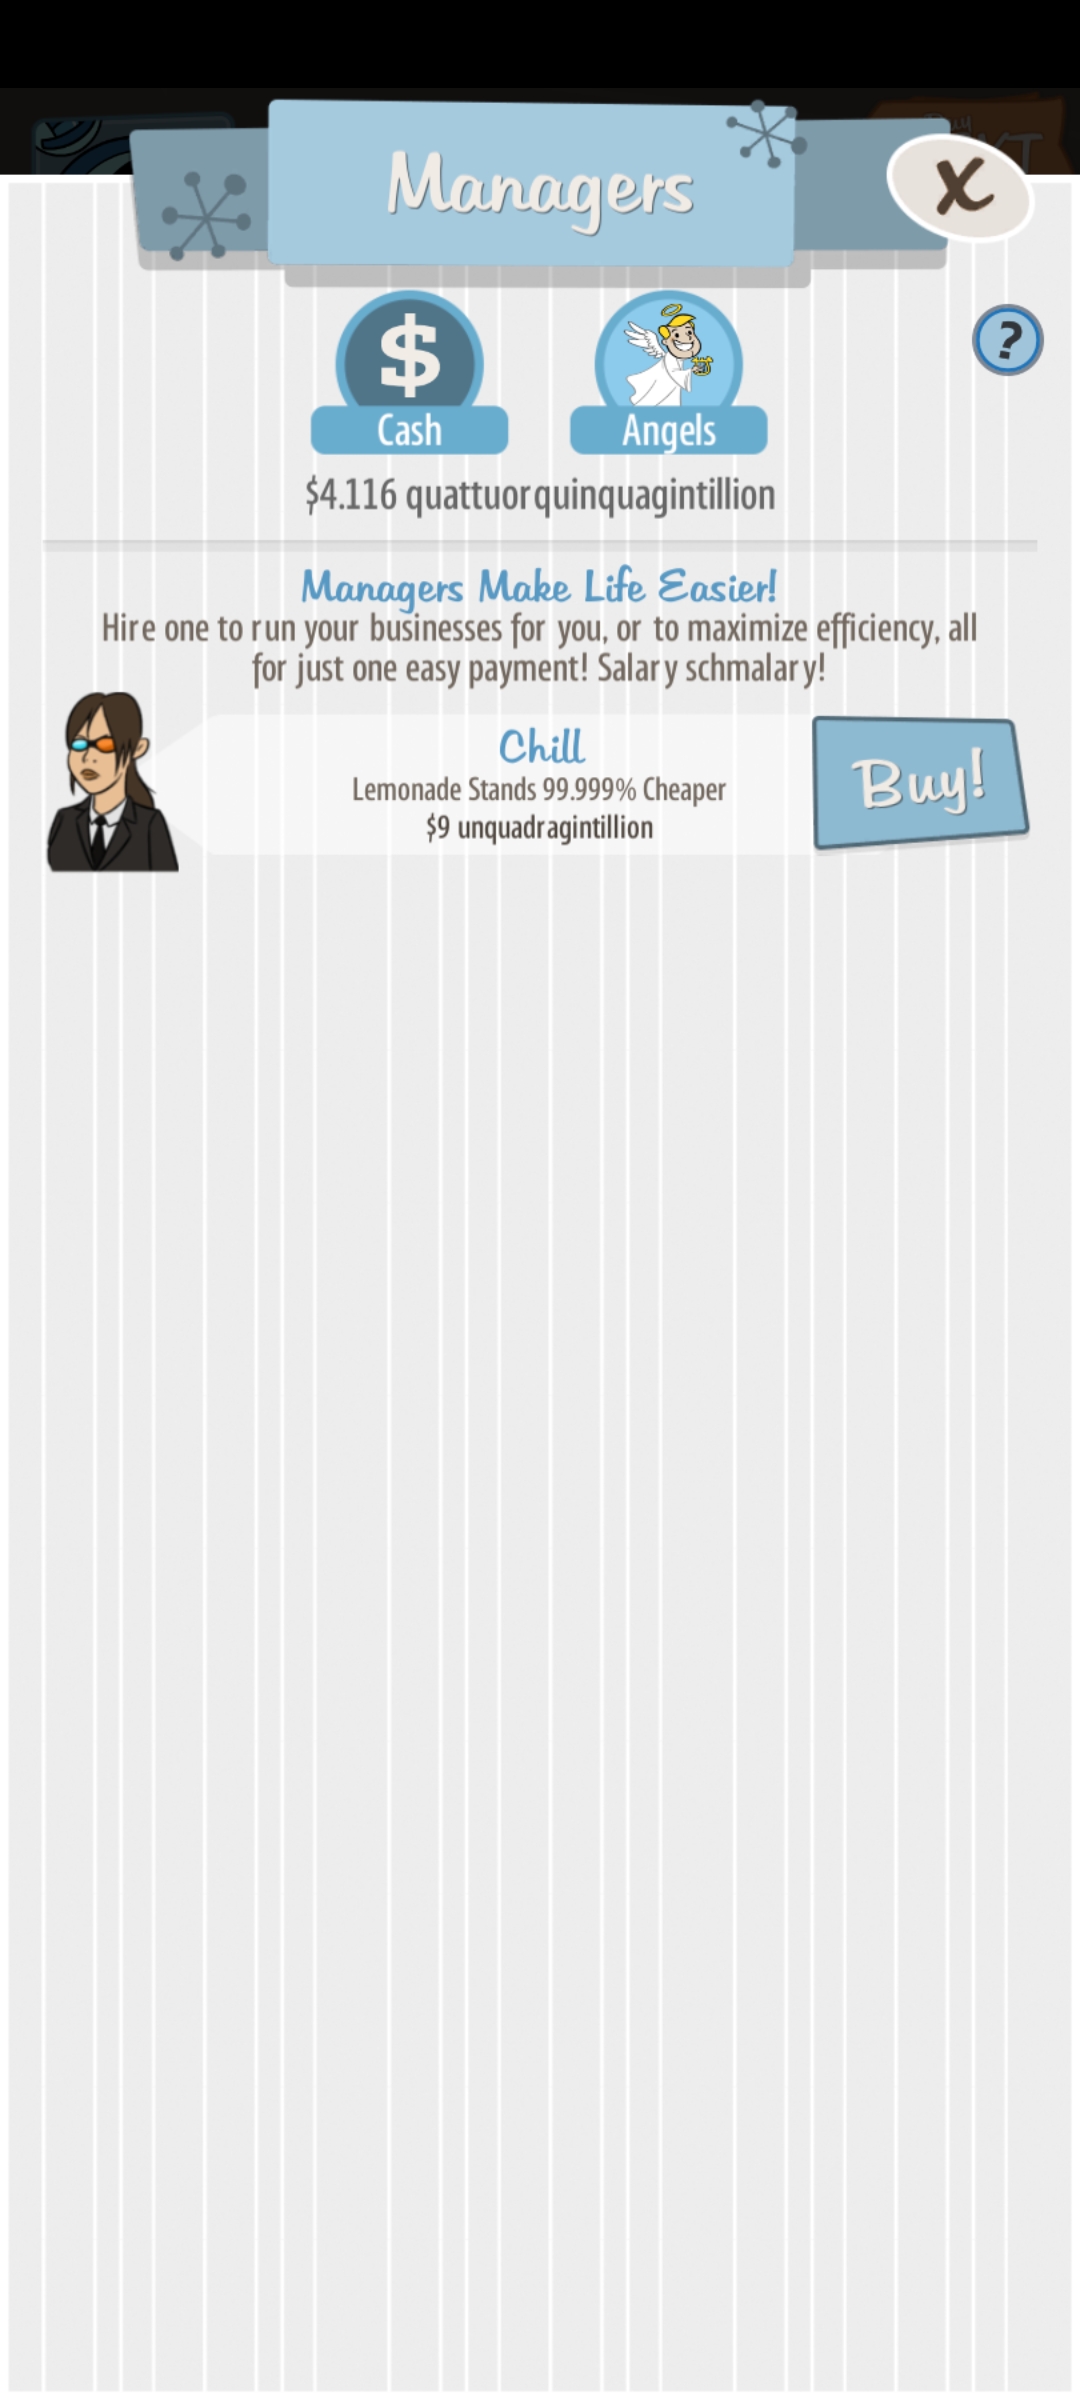 Managers
X
$
?
Cash
Angels
$4.116 quattuorquinquagintillion
Managers Make Life Easier!
Hire one to run your businesses for you, or to maximize efficiency, all
for just one easy payment! Salary schmalary!
Chill
Lemonade Stands 99.999% Cheaper
$9 unquadragintillion
Buy!